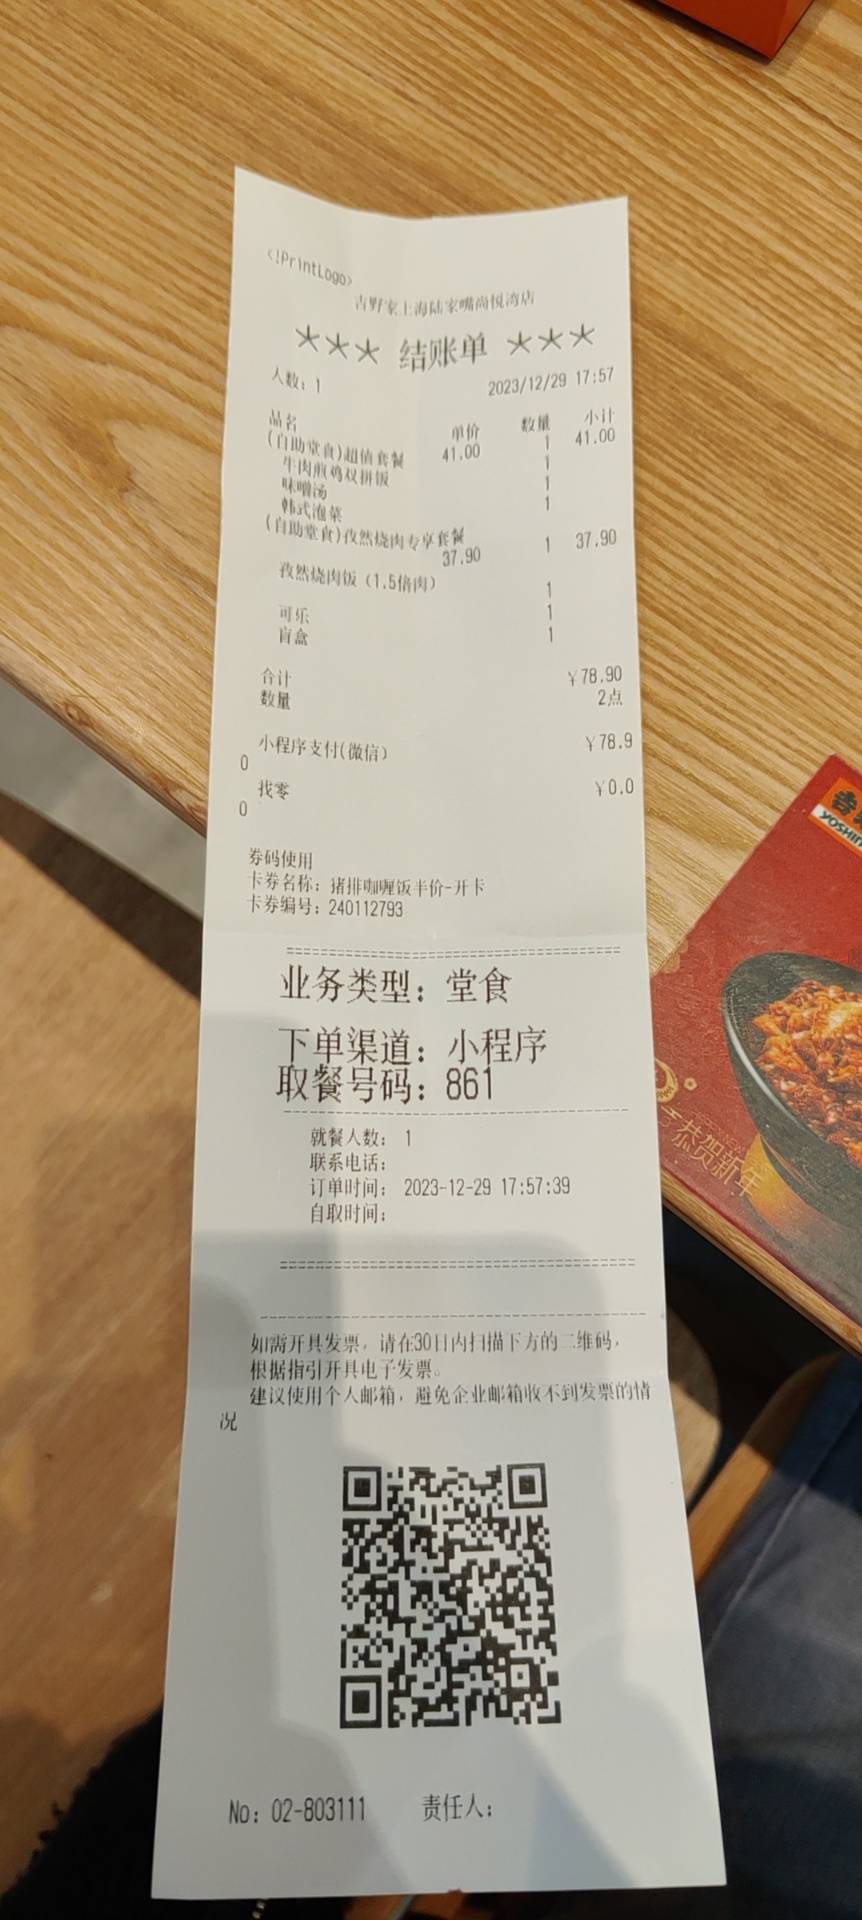 <!PrintLogo>
吉野家上海陆家嘴尚悦湾店
*** 结账单 ***
人数：1 2023/12/29 17:57
品名 单价 数量 小计
(自助堂食)超值套餐 41.00 1 41.00
牛肉煎鸡双拼饭 1
味噌汤 1
韩式泡菜 1
(自助堂食)孜然烧肉专享套餐
37.90 1 37.90
孜然烧肉饭（1.5倍肉） 1
可乐 1
盲盒 1
合计 ￥78.90
数量 2点
小程序支付(微信) ￥78.9
0
找零 ￥0.0
0
券码使用
卡券名称：猪排咖喱饭半价-开卡
卡券编号：240112793
业务类型：堂食
下单渠道：小程序
取餐号码：861
就餐人数： 1
联系电话：
订单时间： 2023-12-29 17:57:39
自取时间：
如需开具发票，请在30日内扫描下方的二维码，
根据指引开具电子发票。
建议使用个人邮箱，避免企业邮箱收不到发票的情
况
No：02-803111 责任人：
恭贺新年